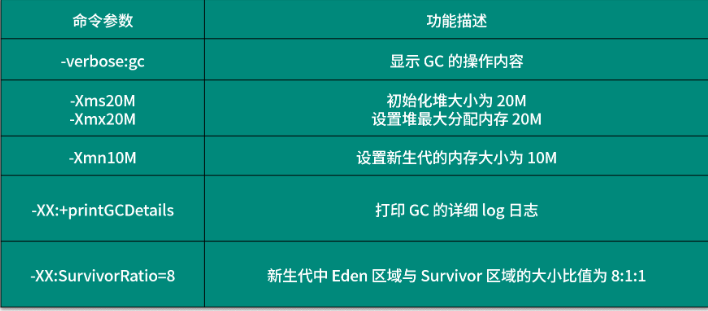 命令参数 功能描述
-verbose:gc 显示 GC 的操作内容
-Xms20M 初始化堆大小为 20M
-Xmx20M 设置堆最大分配内存 20M
-Xmn10M 设置新生代的内存大小为 10M
-XX:+printGCDetails 打印 GC 的详细 log 日志
-XX:SurvivorRatio=8 新生代中 Eden 区域与 Survivor 区域的大小比值为 8:1:1